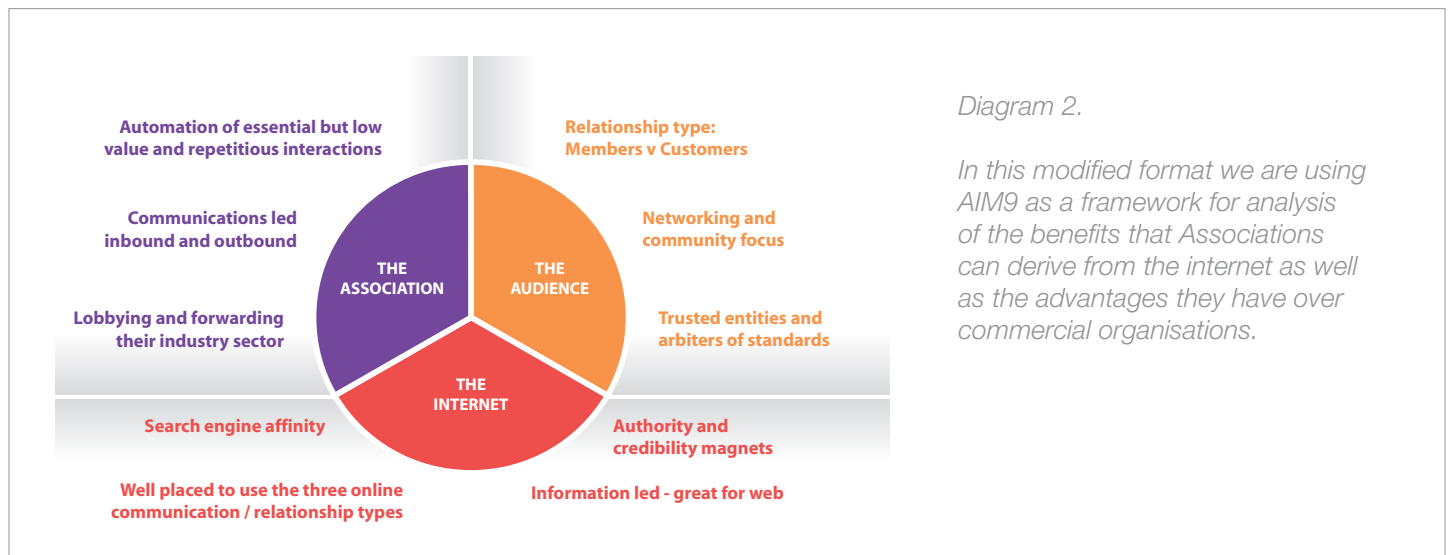 Automation of essential but low
value and repetitious interactions
Communications led
inbound and outbound
Lobbying and forwarding
their industry sector
THE
ASSOCIATION
Relationship type:
Members v Customers
Networking and
community focus
Trusted entities and
arbiters of standards
THE
AUDIENCE
THE
INTERNET
Search engine affinity
Well placed to use the three online
communication / relationship types
Authority and
credibility magnets
Information led - great for web
Diagram 2.
In this modified format we are using
AIM9 as a framework for analysis
of the benefits that Associations
can derive from the internet as well
as the advantages they have over
commercial organisations.